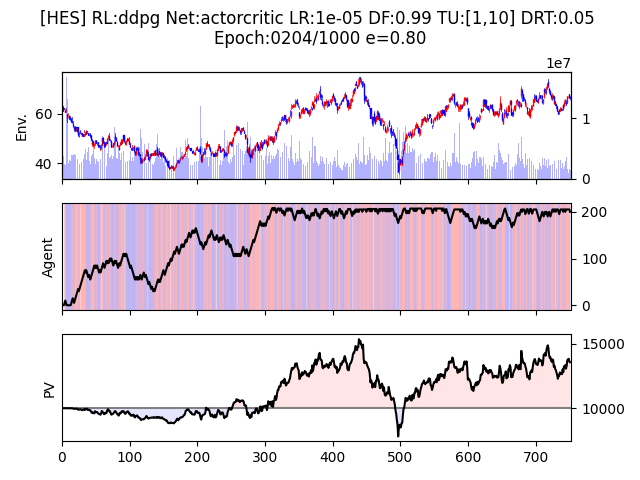 [HES] RL:ddpg Net:actorcritic LR:1e-05 DF:0.99 TU:[1,10] DRT:0.05
Epoch:0204/1000 e=0.80
1e7
Env.
60
40
1
0
Agent
200
100
0
PV
15000
10000
0 100 200 300 400 500 600 700